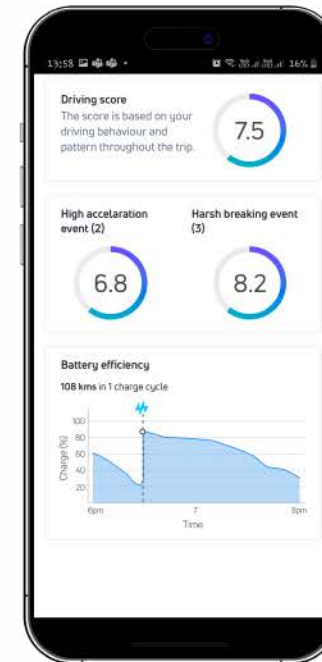 13:58
16%
Driving score
The score is based on your
driving behaviour and
pattern throughout the trip.
7.5
High accelaration
event (2)
6.8
Harsh breaking event
(3)
8.2
Battery efficiency
108 kms in 1 charge cycle
100
80
60
40
20
Charge (%)
6pm
7
8pm
Time